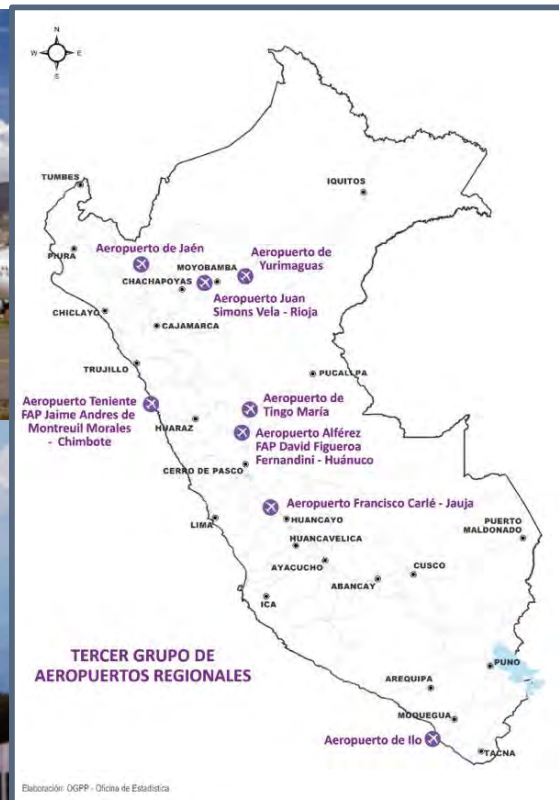 N
W
E
S
TUMBES
IQUITOS
PIURA
Aeropuerto de Jaén
MOYOBAMBA
Aeropuerto de
Yurimaguas
CHACHAPOYAS
Aeropuerto Juan
Simons Vela - Rioja
CHICLAYO
CAJAMARCA
TRUJILLO
PUCALLPA
Aeropuerto Teniente
FAP Jaime Andres de
Montreuil Morales
- Chimbote
HUARAZ
Aeropuerto de
Tingo María
Aeropuerto Alférez
FAP David Figueroa
Fernandini - Huánuco
CERRO DE PASCO
Aeropuerto Francisco Carlé - Jauja
LIMA
HUANCAYO
PUERTO
MALDONADO
HUANCAVELICA
AYACUCHO
CUSCO
ABANCAY
ICA
TERCER GRUPO DE
AEROPUERTOS REGIONALES
PUNO
AREQUIPA
MOQUEGUA
Aeropuerto de Ilo
TACNA
Elaboración: OGPP - Oficina de Estadística